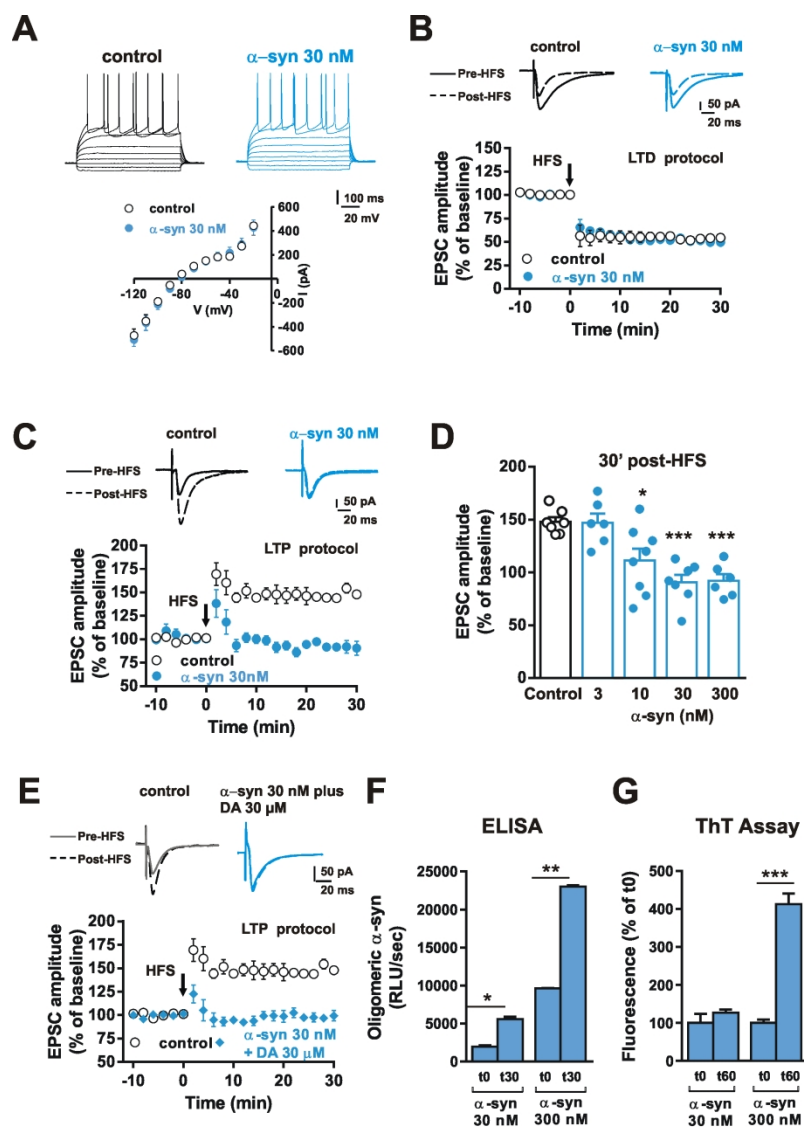 A
control
α–syn 30 nM
100 ms
20 mV
control
α-syn 30 nM
600
400
200
-200
-400
-600
I (pA)
-120
-80
-40
0
V (mV)
B
control
α–syn 30 nM
Pre-HFS
Post-HFS
50 pA
20 ms
HFS
LTD protocol
EPSC amplitude
(% of baseline)
150
125
100
75
50
25
0
control
α-syn 30 nM
-10
0
10
20
30
Time (min)
C
control
α-syn 30 nM
Pre-HFS
Post-HFS
50 pA
20 ms
LTP protocol
HFS
EPSC amplitude
(% of baseline)
200
175
150
125
100
75
50
control
α-syn 30nM
-10
0
10
20
30
Time (min)
D
30' post-HFS
EPSC amplitude
(% of baseline)
200
150
100
50
0
*
***
***
Control
3
10
30
300
α-syn (nM)
E
control
α–syn 30 nM plus
DA 30 µM
Pre-HFS
Post-HFS
50 pA
20 ms
LTP protocol
HFS
EPSC amplitude
(% of baseline)
200
175
150
125
100
75
50
control
α-syn 30 nM
+ DA 30 µM
-10
0
10
20
30
Time (min)
F
ELISA
Oligomeric α-syn
(RLU/sec)
25000
20000
15000
10000
5000
0
*
**
t0
t30
t0
t30
α -syn
30 nM
α -syn
300 nM
G
ThT Assay
Fluorescence (% of t0)
500
400
300
200
100
0
***
t0
t60
t0
t60
α -syn
30 nM
α -syn
300 nM